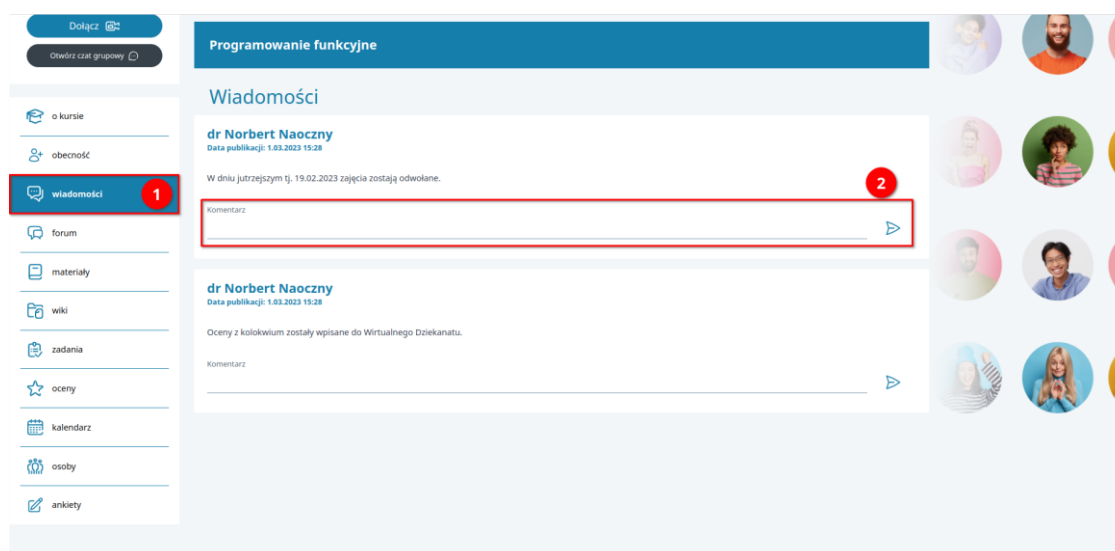 Dołącz
Otwórz czat grupowy
o kursie
obecność
wiadomości
1
forum
materiały
wiki
zadania
oceny
kalendarz
osoby
ankiety
Programowanie funkcyjne
Wiadomości
dr Norbert Naoczny
Data publikacji: 1.03.2023 15:28
W dniu jutrzejszym tj. 19.02.2023 zajęcia zostają odwołane.
2
Komentarz
dr Norbert Naoczny
Data publikacji: 1.03.2023 15:28
Oceny z kolokwium zostały wpisane do Wirtualnego Dziekanatu.
Komentarz